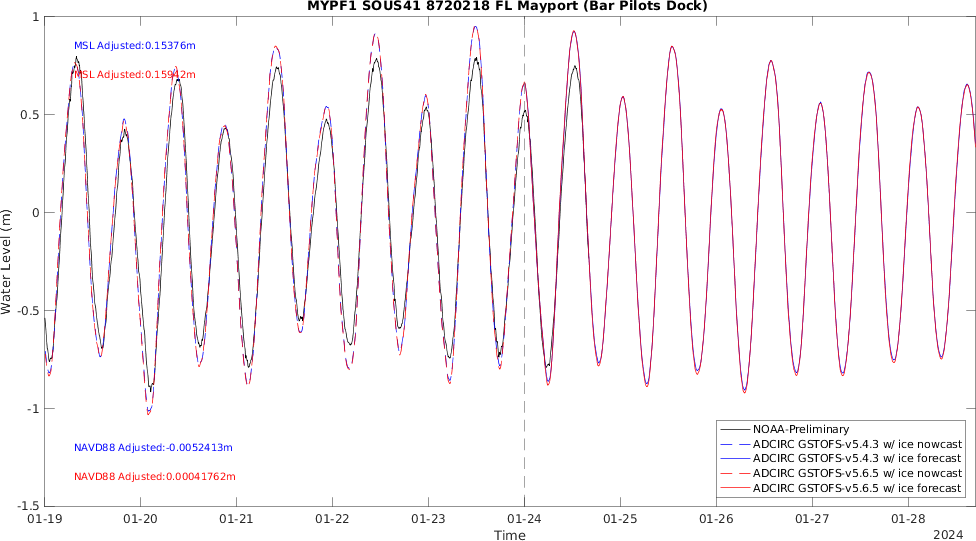 MYPF1 SOUS41 8720218 FL Mayport (Bar Pilots Dock)
1
0.5
0
-0.5
-1
-1.5
Water Level (m)
MSL Adjusted:0.15376m
MSL Adjusted:0.15942m
NAVD88 Adjusted:-0.0052413m
NAVD88 Adjusted:0.00041762m
NOAA-Preliminary
ADCIRC GSTOFS-v5.4.3 w/ ice nowcast
ADCIRC GSTOFS-v5.4.3 w/ ice forecast
ADCIRC GSTOFS-v5.6.5 w/ ice nowcast
ADCIRC GSTOFS-v5.6.5 w/ ice forecast
01-19 01-20 01-21 01-22 01-23 01-24 01-25 01-26 01-27 01-28
Time
2024